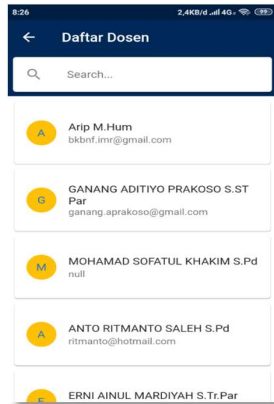 8:26
2,4KB/d 4G 99
Daftar Dosen
Search...
A
Arip M.Hum
bkbnf.imr@gmail.com
G
GANANG ADITIYO PRAKOSO S.ST
Par
ganang.aprakoso@gmail.com
M
MOHAMAD SOFATUL KHAKIM S.Pd
null
A
ANTO RITMANTO SALEH S.Pd
ritmanto@hotmail.com
E
ERNI AINUL MARDIYAH S.Tr.Par